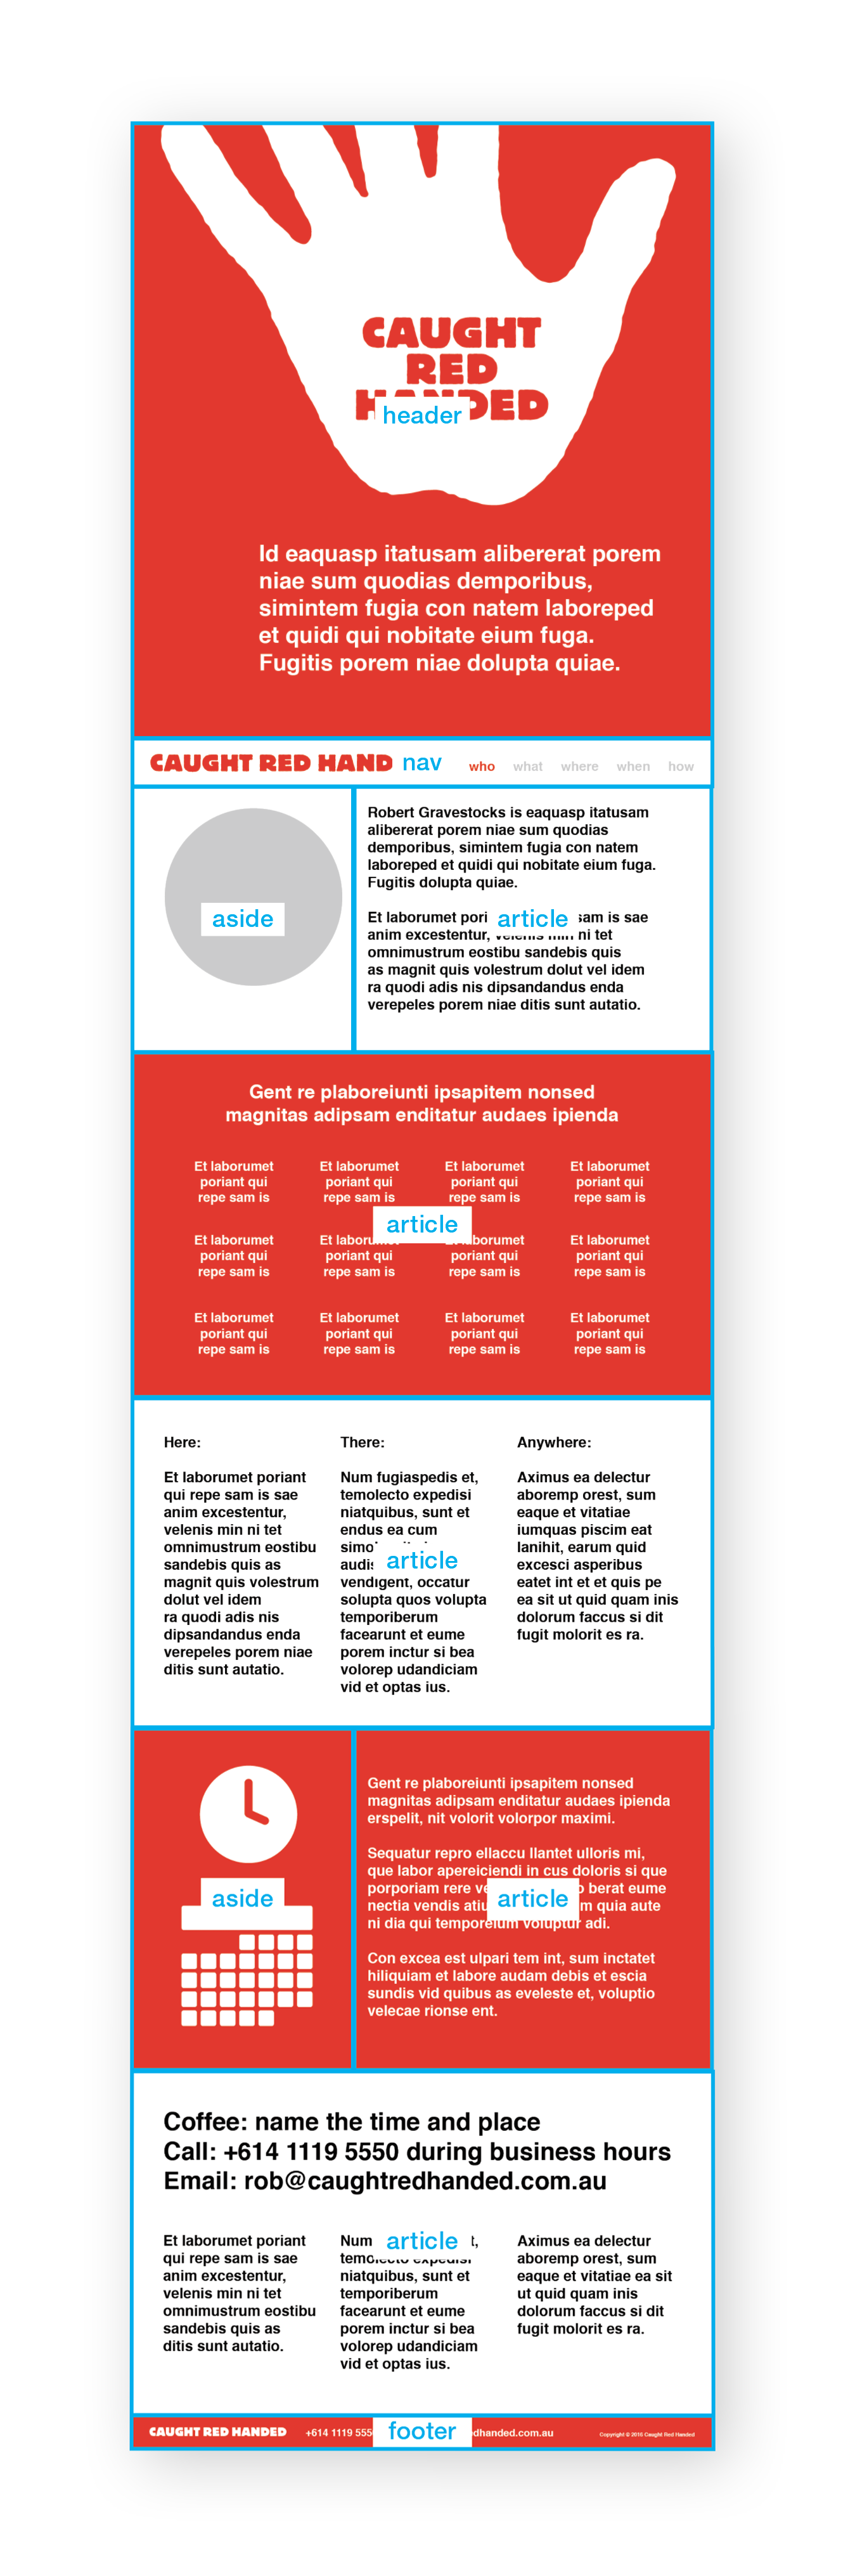 CAUGHT
RED
HANDED
header
Id eaquasp itatusam alibererat porem
niae sum quodias demporibus,
simintem fugia con natem laboreped
et quidi qui nobitate eium fuga.
Fugitis porem niae dolupta quiae.
CAUGHT RED HAND nav who what where when how
aside
Robert Gravestocks is eaquasp itatusam
alibererat porem niae sum quodias
demporibus, simintem fugia con natem
laboreped et quidi qui nobitate eium fuga.
Fugitis dolupta quiae.
Et laborumet pori article sam is sae
anim excestentur, velenis min ni tet
omnimustrum eostibu sandebis quis
as magnit quis volestrum dolut vel idem
ra quodi adis nis dipsandandus enda
verepeles porem niae ditis sunt autatio.
Gent re plaboreiunti ipsapitem nonsed
magnitas adipsam enditatur audaes ipienda
Et laborumet Et laborumet Et laborumet Et laborumet
poriant qui poriant qui poriant qui poriant qui
repe sam is repe sam is repe sam is repe sam is
article
Et laborumet Et laborumet Et laborumet Et laborumet
poriant qui poriant qui poriant qui poriant qui
repe sam is repe sam is repe sam is repe sam is
Et laborumet Et laborumet Et laborumet Et laborumet
poriant qui poriant qui poriant qui poriant qui
repe sam is repe sam is repe sam is repe sam is
Here:
Et laborumet poriant
qui repe sam is sae
anim excestentur,
velenis min ni tet
omnimustrum eostibu
sandebis quis as
magnit quis volestrum
dolut vel idem
ra quodi adis nis
dipsandandus enda
verepeles porem niae
ditis sunt autatio.
There:
Num fugiaspedis et,
temolecto expedisi
niatquibus, sunt et
endus ea cum
simo
audis article
vendigent, occatur
solupta quos volupta
temporiberum
facearunt et eume
porem inctur si bea
volorep udandiciam
vid et optas ius.
Anywhere:
Aximus ea delectur
aboremp orest, sum
eaque et vitatiae
iumquas piscim eat
lanihit, earum quid
excesci asperibus
eatet int et et quis pe
ea sit ut quid quam inis
dolorum faccus si dit
fugit molorit es ra.
aside
Gent re plaboreiunti ipsapitem nonsed
magnitas adipsam enditatur audaes ipienda
erspelit, nit volorit volorpor maximi.
Sequatur repro ellaccu llantet ulloris mi,
que labor apereiciendi in cus doloris si que
porporiam rere ve o berat eume
nectia vendis atiu article m quia aute
ni dia qui temporeium voluptur adi.
Con excea est ulpari tem int, sum inctatet
hiliquiam et labore audam debis et escia
sundis vid quibus as eveleste et, voluptio
velecae rionse ent.
Coffee: name the time and place
Call: +614 1119 5550 during business hours
Email: rob@caughtredhanded.com.au
Et laborumet poriant
qui repe sam is sae
anim excestentur,
velenis min ni tet
omnimustrum eostibu
sandebis quis as
ditis sunt autatio.
Num article t,
temolecto expedisi
niatquibus, sunt et
temporiberum
facearunt et eume
porem inctur si bea
volorep udandiciam
vid et optas ius.
Aximus ea delectur
aboremp orest, sum
eaque et vitatiae ea sit
ut quid quam inis
dolorum faccus si dit
fugit molorit es ra.
CAUGHT RED HANDED +614 1119 555 footer dhanded.com.au Copyright © 2016 Caught Red Handed